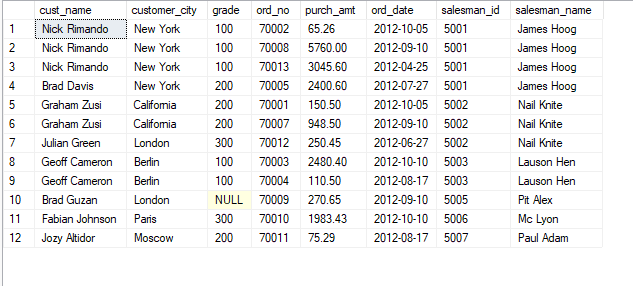 cust_name customer_city grade ord_no purch_amt ord_date salesman_id salesman_name
1 Nick Rimando New York 100 70002 65.26 2012-10-05 5001 James Hoog
2 Nick Rimando New York 100 70008 5760.00 2012-09-10 5001 James Hoog
3 Nick Rimando New York 100 70013 3045.60 2012-04-25 5001 James Hoog
4 Brad Davis New York 200 70005 2400.60 2012-07-27 5001 James Hoog
5 Graham Zusi California 200 70001 150.50 2012-10-05 5002 Nail Knite
6 Graham Zusi California 200 70007 948.50 2012-09-10 5002 Nail Knite
7 Julian Green London 300 70012 250.45 2012-06-27 5002 Nail Knite
8 Geoff Cameron Berlin 100 70003 2480.40 2012-10-10 5003 Lauson Hen
9 Geoff Cameron Berlin 100 70004 110.50 2012-08-17 5003 Lauson Hen
10 Brad Guzan London NULL 70009 270.65 2012-09-10 5005 Pit Alex
11 Fabian Johnson Paris 300 70010 1983.43 2012-10-10 5006 Mc Lyon
12 Jozy Altidor Moscow 200 70011 75.29 2012-08-17 5007 Paul Adam